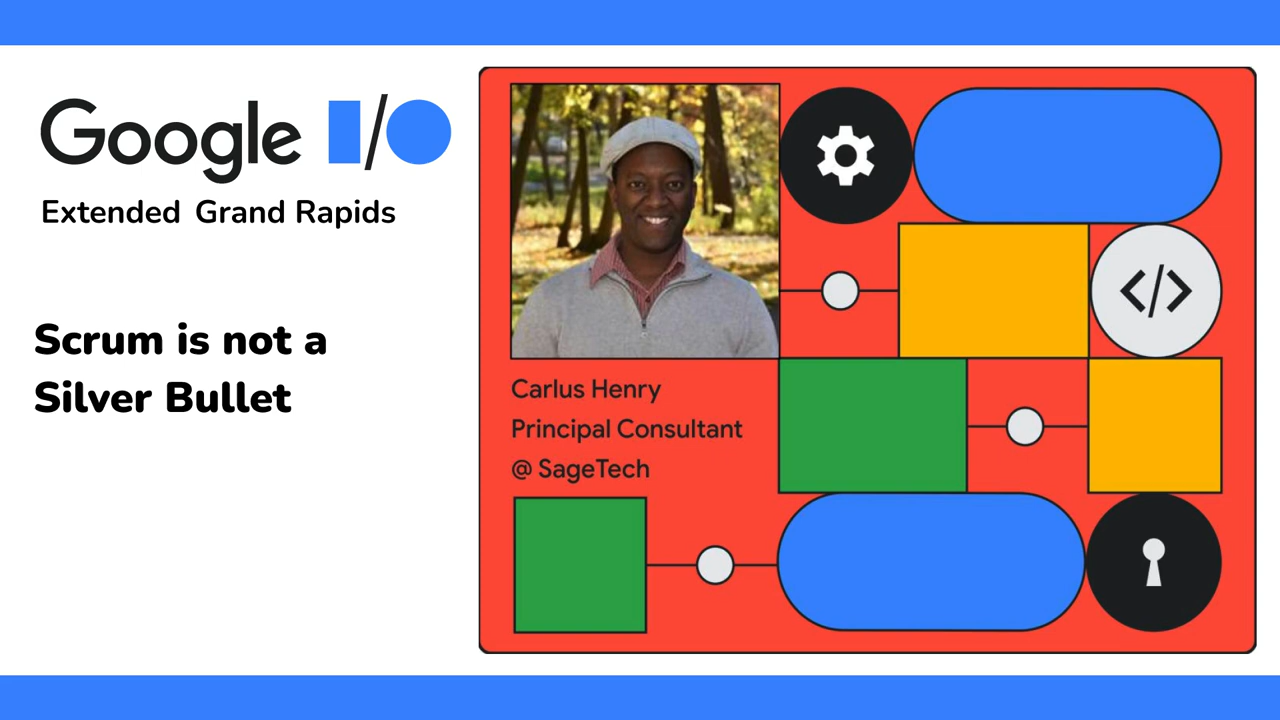 Google I/O
Extended Grand Rapids
Scrum is not a
Silver Bullet
Carlus Henry
Principal Consultant
@ SageTech
</>